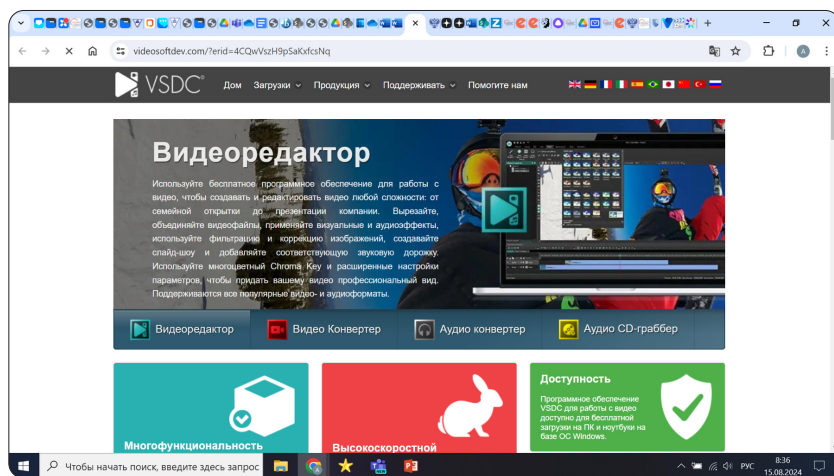 videosoftdev.com/?erid=4CQwVszH9pSaKxfcsNq
A
VSDC®
Дом Загрузки Продукция Поддерживать Помогите нам
Видеоредактор
Используйте бесплатное программное обеспечение для работы с
видео, чтобы создавать и редактировать видео любой сложности: от
семейной открытки до презентации компании. Вырезайте,
объединяйте видеофайлы, применяйте визуальные и аудиоэффекты,
используйте фильтрацию и коррекцию изображений, создавайте
слайд-шоу и добавляйте соответствующую звуковую дорожку.
Используйте многоцветный Chroma Key и расширенные настройки
параметров, чтобы придать вашему видео профессиональный вид.
Поддерживаются все популярные видео- и аудиоформаты.
Видеоредактор Видео Конвертер Аудио конвертер Аудио CD-граббер
Многофункциональность
Высокоскоростной
Доступность
Программное обеспечение
VSDC для работы с видео
доступно для бесплатной
загрузки на ПК и ноутбуки на
базе ОС Windows.
Чтобы начать поиск, введите здесь запрос
РУС
8:36
15.08.2024